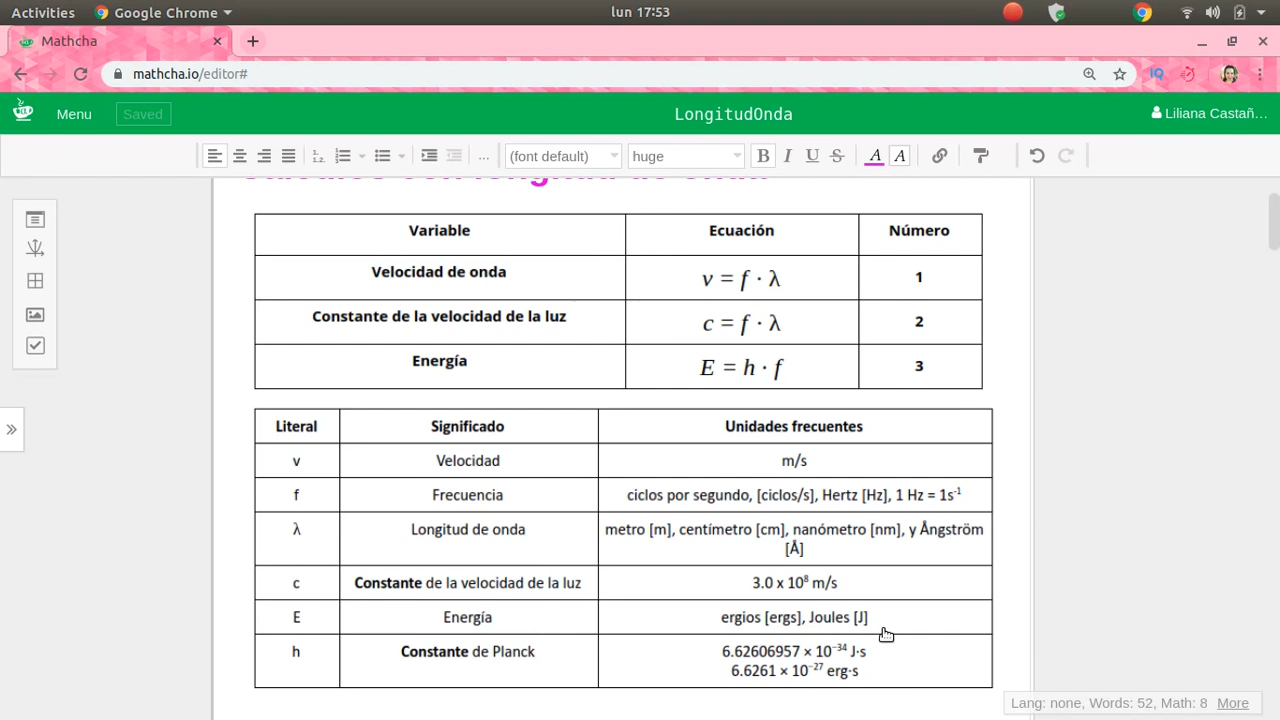 Activities Google Chrome lun 17:53
Mathcha
mathcha.io/editor#
Menu Saved LongitudOnda Liliana Castañ...
... (font default) huge B I U S A A
Variable Ecuación Número
Velocidad de onda v = f · λ 1
Constante de la velocidad de la luz c = f · λ 2
Energía E = h · f 3
Literal Significado Unidades frecuentes
v Velocidad m/s
f Frecuencia ciclos por segundo, [ciclos/s], Hertz [Hz], 1 Hz = 1s⁻¹
λ Longitud de onda metro [m], centímetro [cm], nanómetro [nm], y Ångström
[Å]
c Constante de la velocidad de la luz 3.0 x 10⁸ m/s
E Energía ergios [ergs], Joules [J]
h Constante de Planck 6.62606957 × 10⁻³⁴ J·s
6.6261 × 10⁻²⁷ erg·s
Lang: none, Words: 52, Math: 8 More